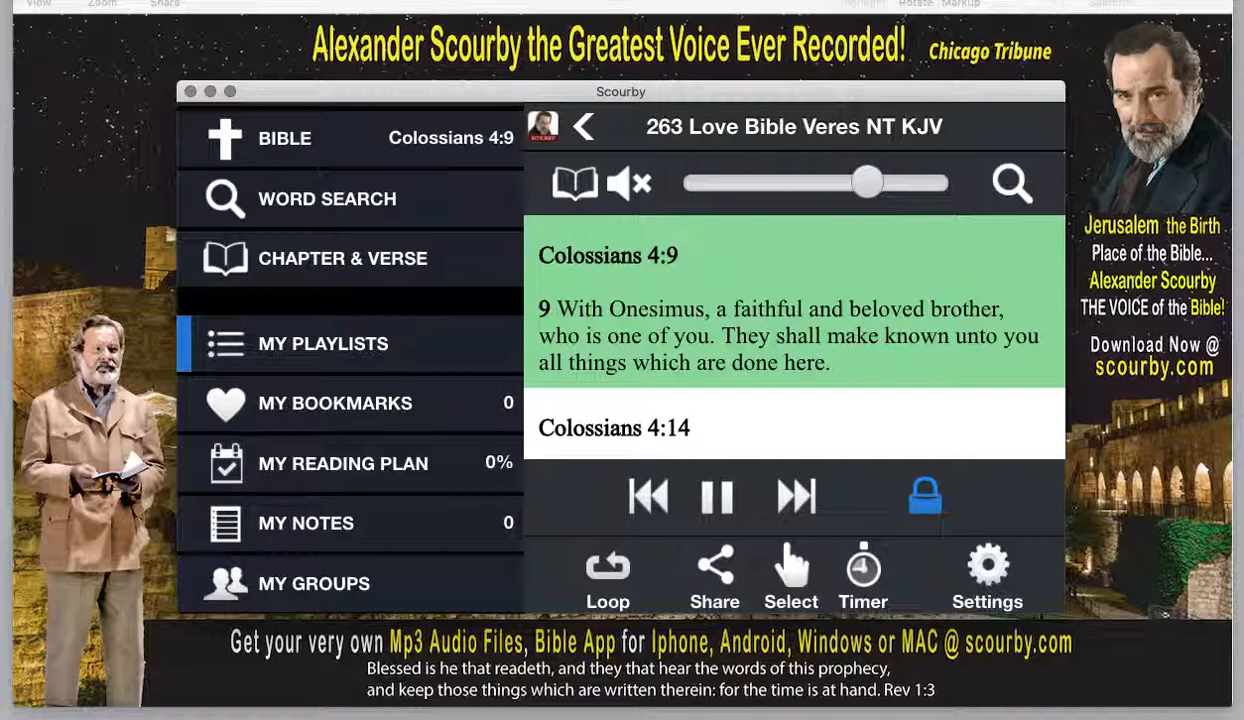 View Zoom Share Rotate Markup
Alexander Scourby the Greatest Voice Ever Recorded! Chicago Tribune
Scourby
BIBLE Colossians 4:9
WORD SEARCH
CHAPTER & VERSE
MY PLAYLISTS
MY BOOKMARKS 0
MY READING PLAN 0%
MY NOTES 0
MY GROUPS
263 Love Bible Veres NT KJV
Colossians 4:9
9 With Onesimus, a faithful and beloved brother,
who is one of you. They shall make known unto you
all things which are done here.
Colossians 4:14
Loop Share Select Timer Settings
Jerusalem the Birth
Place of the Bible...
Alexander Scourby
THE VOICE of the Bible!
Download Now @
scourby.com
Get your very own Mp3 Audio Files, Bible App for Iphone, Android, Windows or MAC @ scourby.com
Blessed is he that readeth, and they that hear the words of this prophecy,
and keep those things which are written therein: for the time is at hand. Rev 1:3